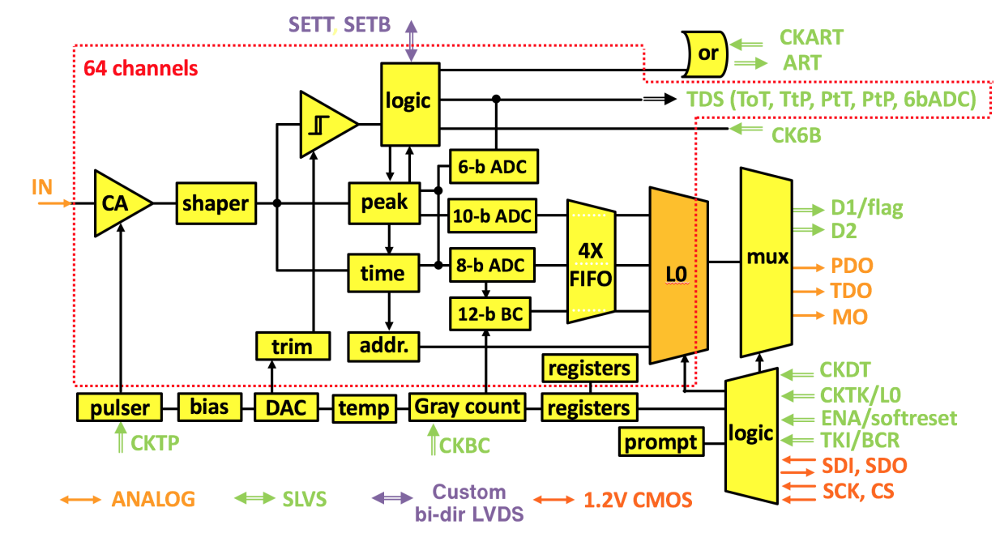 SETT, SETB
64 channels
or
CKART
ART
logic
TDS (ToT, TtP, PtT, PtP, 6bADC)
CK6B
6-b ADC
IN
CA
shaper
peak
10-b ADC
4X
FIFO
L0
mux
D1/flag
D2
PDO
TDO
MO
time
8-b ADC
12-b BC
trim
addr.
registers
pulser
bias
DAC
temp
Gray count
registers
logic
prompt
CKTP
CKBC
CKDT
CKTK/L0
ENA/softreset
TKI/BCR
SDI, SDO
SCK, CS
ANALOG
SLVS
Custom
bi-dir LVDS
1.2V CMOS